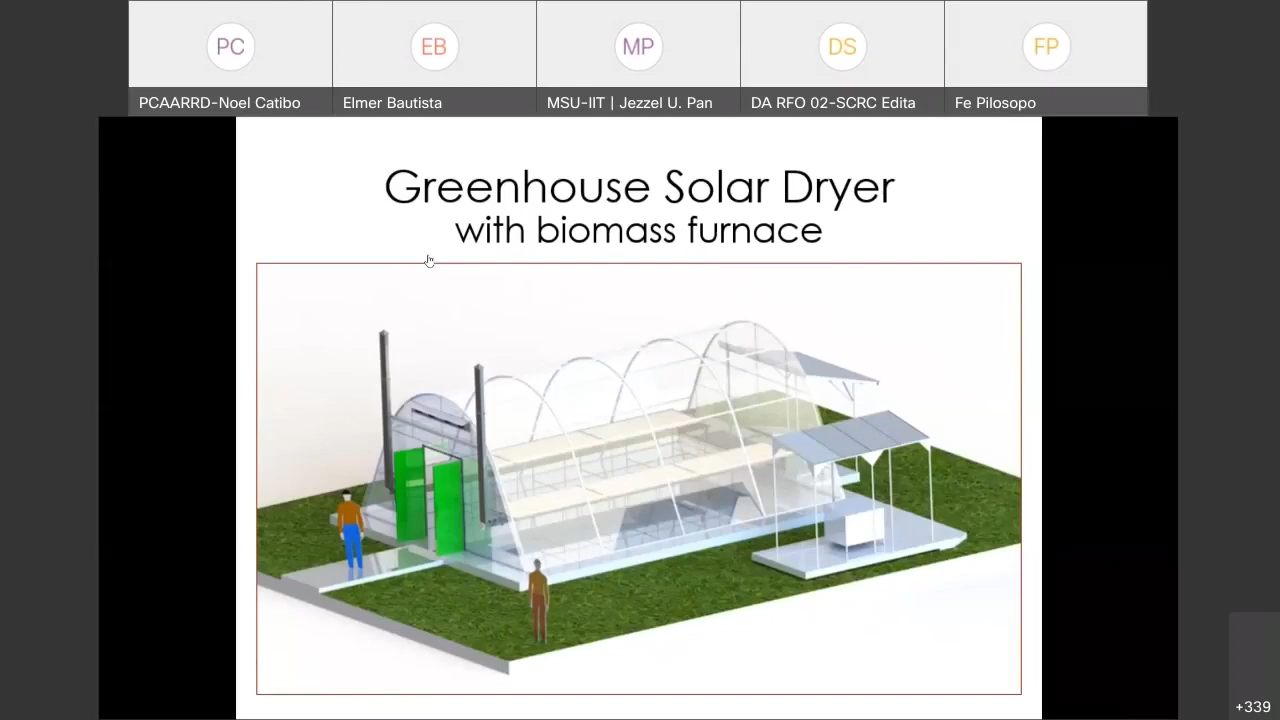 PC
EB
MP
DS
FP
PCAARRD-Noel Catibo
Elmer Bautista
MSU-IIT | Jezzel U. Pan
DA RFO 02-SCRC Edita
Fe Pilosopo
Greenhouse Solar Dryer
with biomass furnace
+339